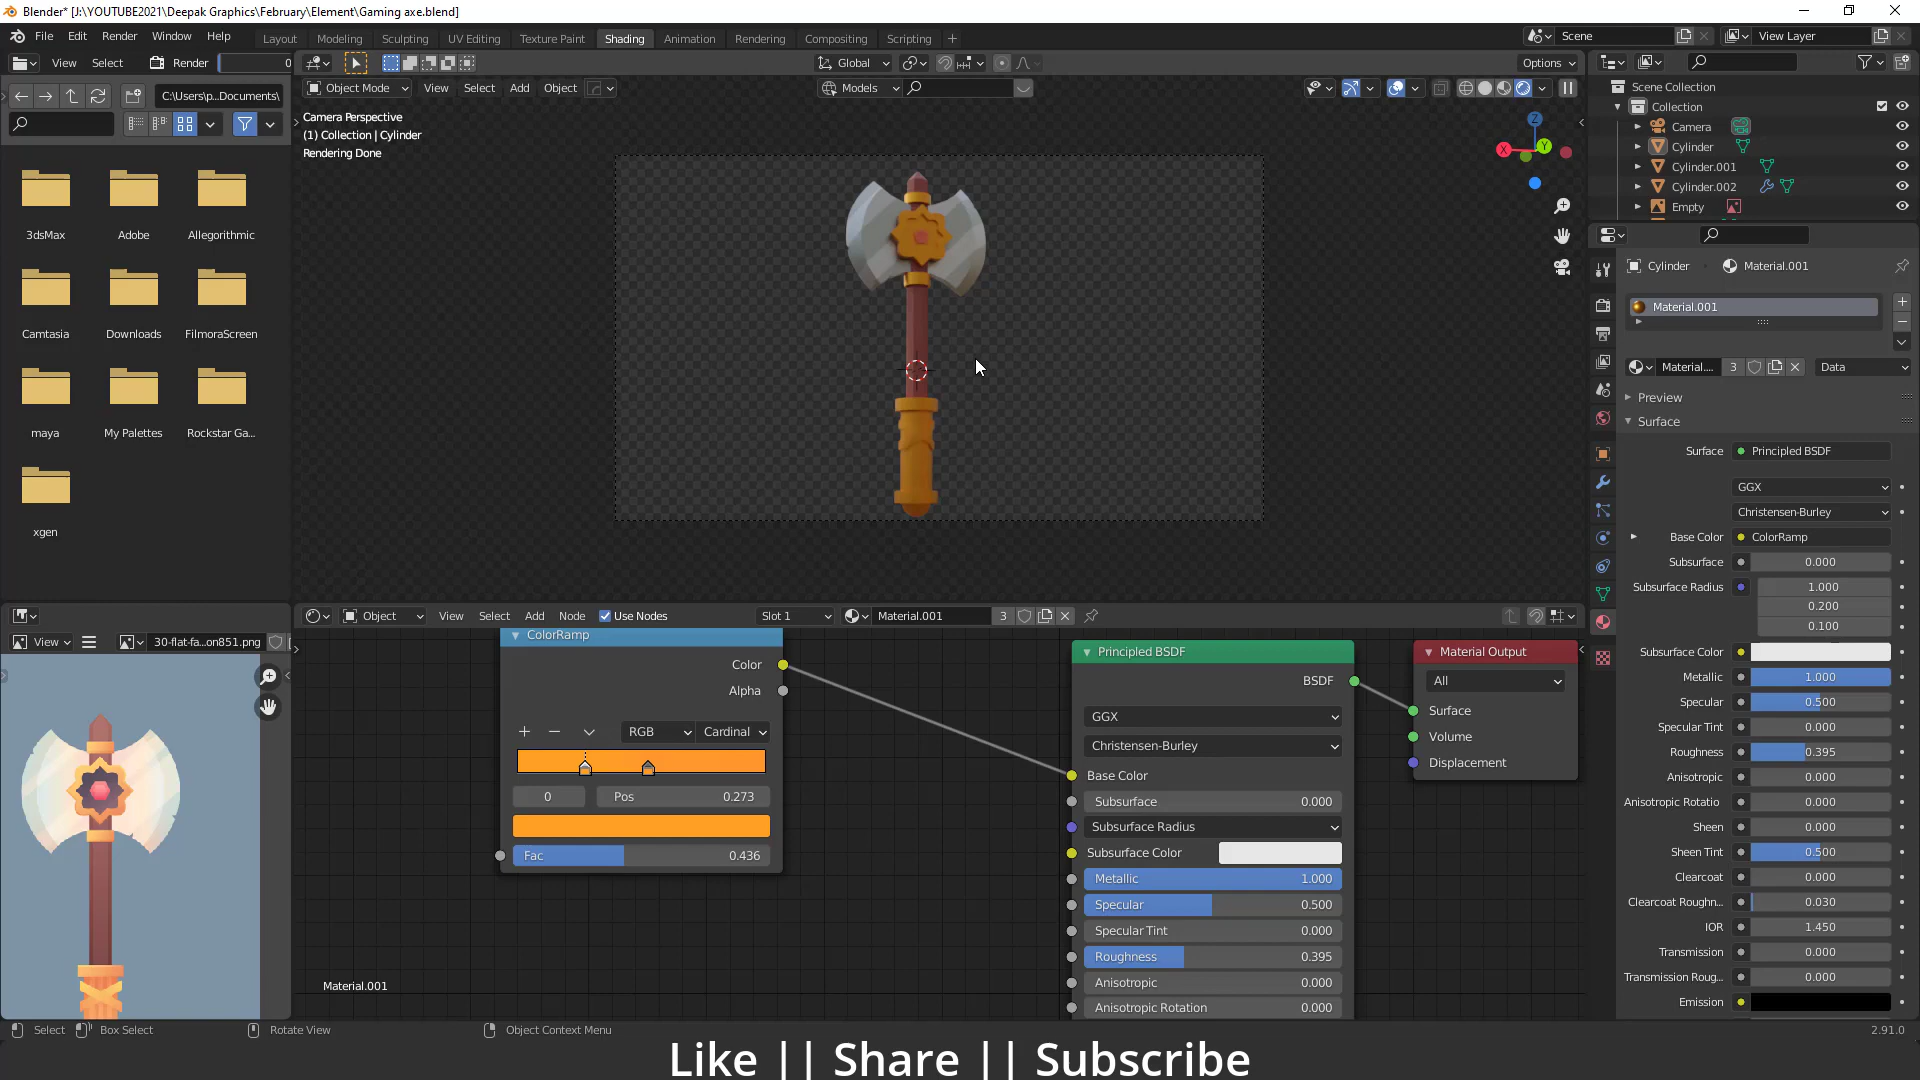 Blender* [J:\YOUTUBE2021\Deepak Graphics\February\Element\Gaming axe.blend]
File Edit Render Window Help
Layout Modeling Sculpting UV Editing Texture Paint Shading Animation Rendering Compositing Scripting
Scene View Layer
View Select Render 0
Global Options
C:\Users\p...Documents\
Object Mode View Select Add Object Models
Camera Perspective
(1) Collection | Cylinder
Rendering Done
X Y Z
3dsMax Adobe Allegorithmic
Camtasia Downloads FilmoraScreen
maya My Palettes Rockstar Ga...
xgen
Scene Collection
Collection
Camera
Cylinder
Cylinder.001
Cylinder.002
Empty
Cylinder Material.001
Material.001
Material.... 3 Data
Preview
Surface
Surface Principled BSDF
GGX
Christensen-Burley
Base Color ColorRamp
Subsurface 0.000
Subsurface Radius 1.000
0.200
0.100
Subsurface Color
Metallic 1.000
Specular 0.500
Specular Tint 0.000
Roughness 0.395
Anisotropic 0.000
Anisotropic Rotatio 0.000
Sheen 0.000
Sheen Tint 0.500
Clearcoat 0.000
Clearcoat Roughn... 0.030
IOR 1.450
Transmission 0.000
Transmission Roug... 0.000
Emission
View 30-flat-fa...on851.png
Object View Select Add Node Use Nodes Slot 1 Material.001 3
ColorRamp
Color
Alpha
RGB Cardinal
0 Pos 0.273
Fac 0.436
Principled BSDF
BSDF
GGX
Christensen-Burley
Base Color
Subsurface 0.000
Subsurface Radius
Subsurface Color
Metallic 1.000
Specular 0.500
Specular Tint 0.000
Roughness 0.395
Anisotropic 0.000
Anisotropic Rotation 0.000
Material Output
All
Surface
Volume
Displacement
Material.001
Select Box Select Rotate View Object Context Menu 2.91.0
Like || Share || Subscribe